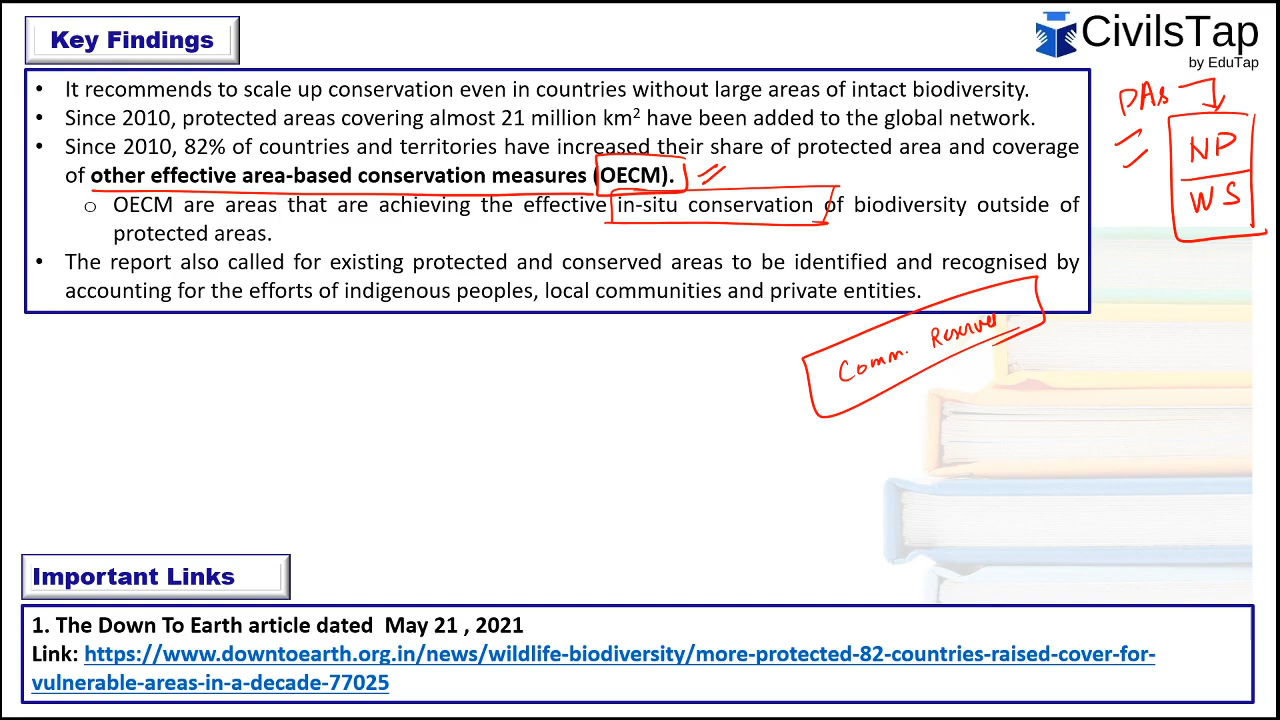 Key Findings
CivilsTap
by EduTap
• It recommends to scale up conservation even in countries without large areas of intact biodiversity.
• Since 2010, protected areas covering almost 21 million km² have been added to the global network.
• Since 2010, 82% of countries and territories have increased their share of protected area and coverage
of other effective area-based conservation measures (OECM).
o OECM are areas that are achieving the effective in-situ conservation of biodiversity outside of
protected areas.
• The report also called for existing protected and conserved areas to be identified and recognised by
accounting for the efforts of indigenous peoples, local communities and private entities.
PAs
NP
WS
Comm. Reserves
Important Links
1. The Down To Earth article dated May 21 , 2021
Link: https://www.downtoearth.org.in/news/wildlife-biodiversity/more-protected-82-countries-raised-cover-for-
vulnerable-areas-in-a-decade-77025